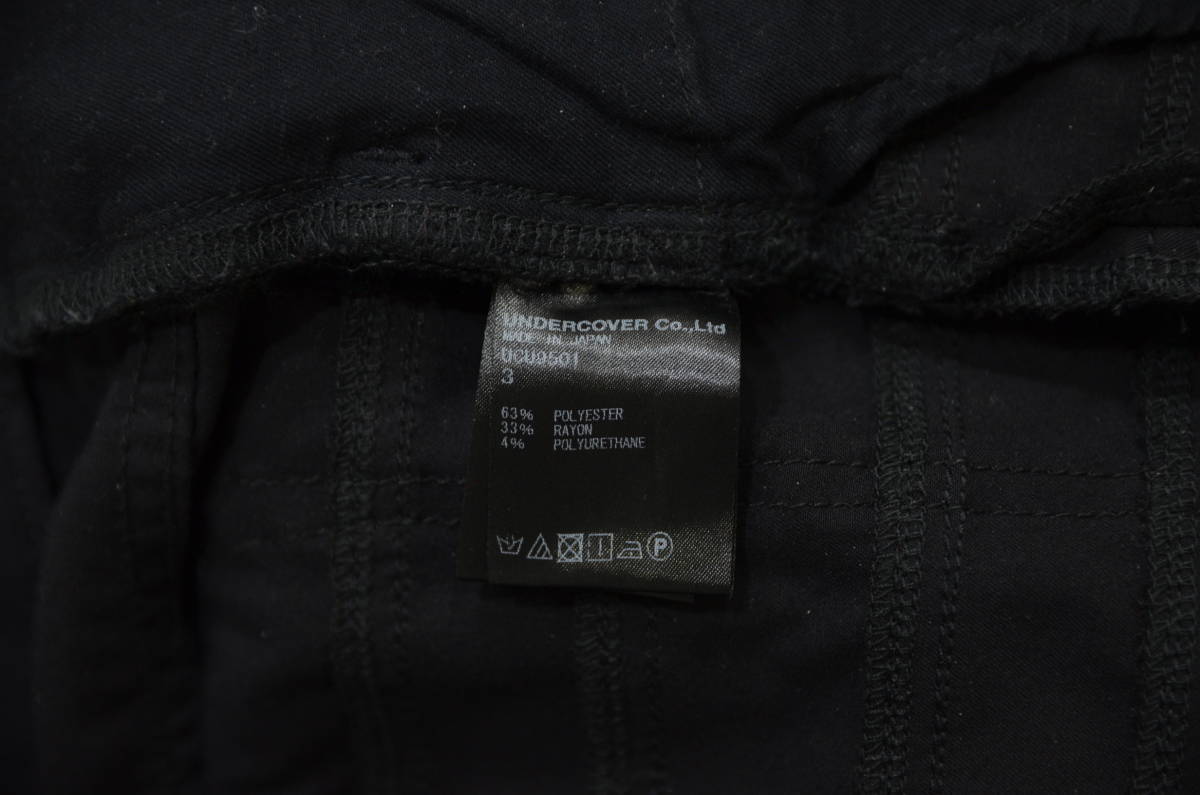 UNDERCOVER Co.,Ltd
MADE IN JAPAN
UCU9501
3
63% POLYESTER
33% RAYON
4% POLYURETHANE
P